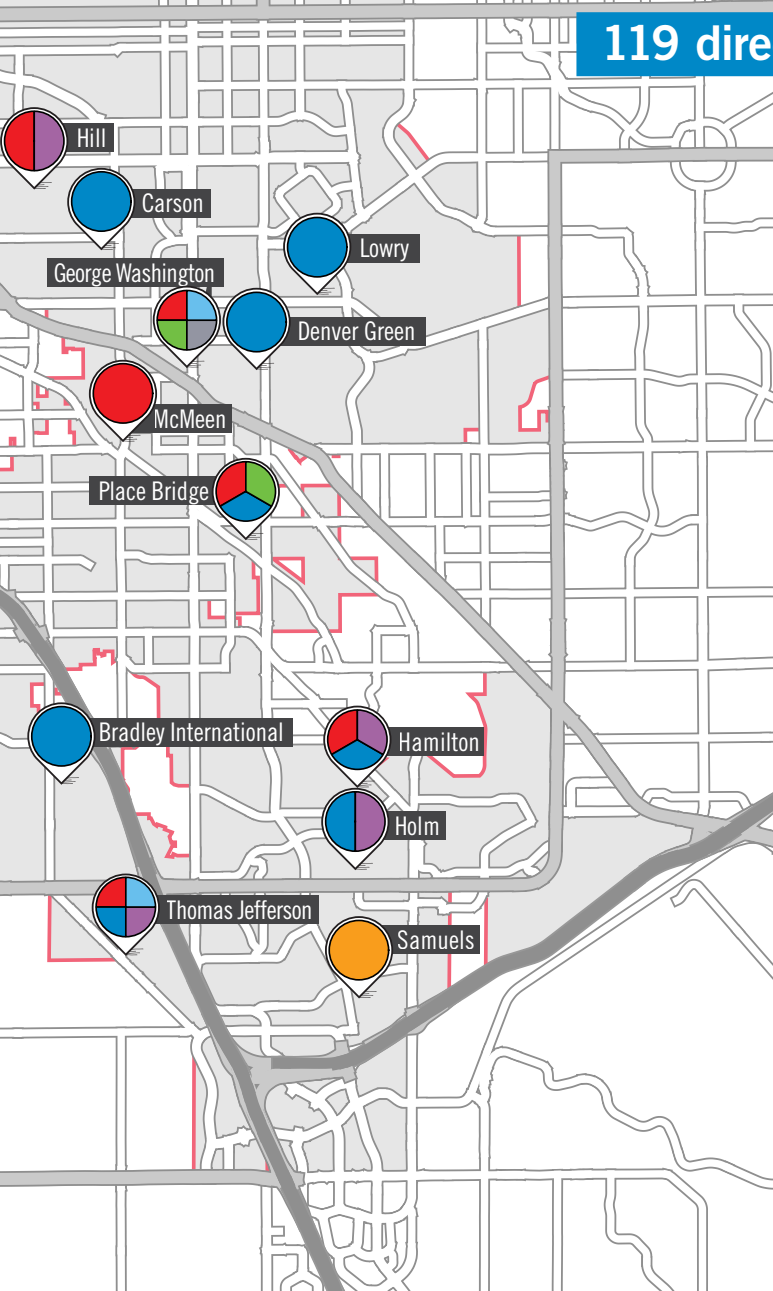 119 dire
Hill
Carson
Lowry
George Washington
Denver Green
McMeen
Place Bridge
Bradley International
Hamilton
Holm
Thomas Jefferson
Samuels